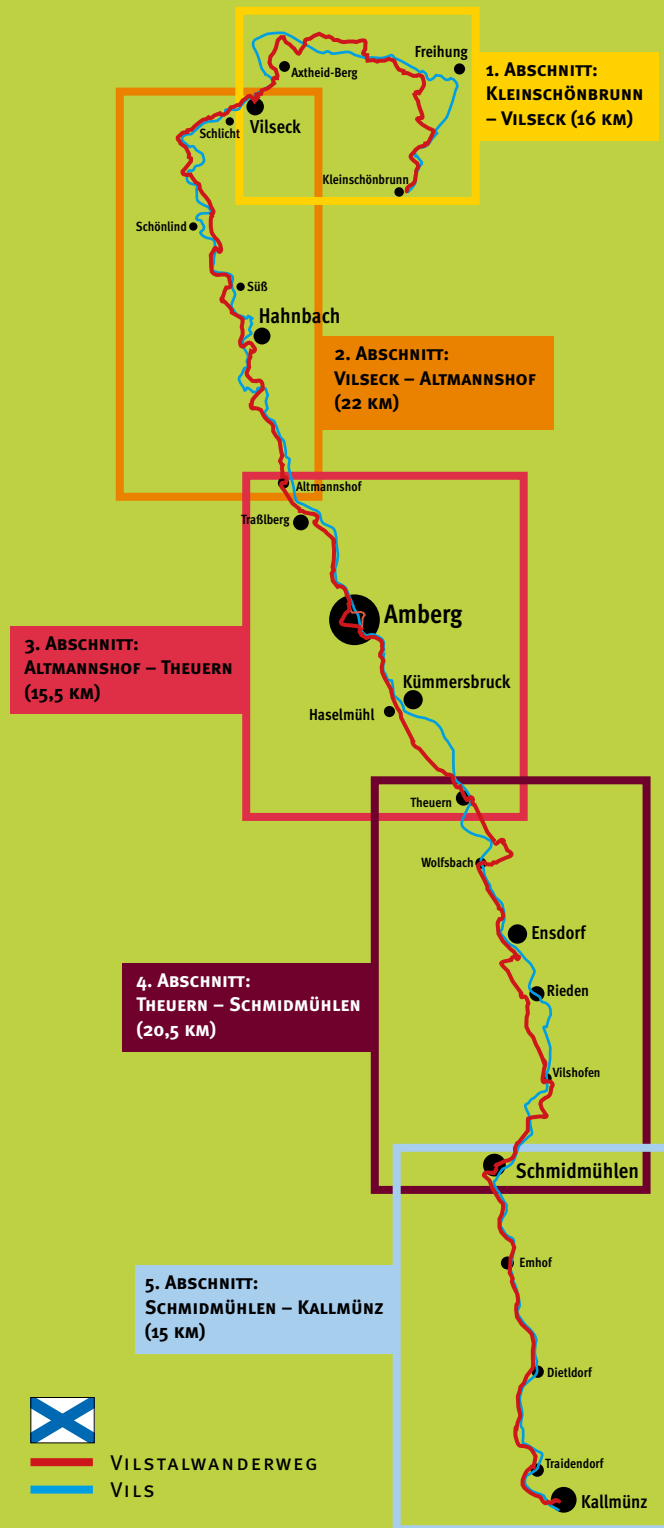 Freihung
Axtheid-Berg
1. Abschnitt:
Kleinschönbrunn
– Vilseck (16 km)
Vilseck
Schlicht
Kleinschönbrunn
Schönlind
Süß
Hahnbach
2. Abschnitt:
Vilseck – Altmannshof
(22 km)
Altmannshof
Traßlberg
Amberg
3. Abschnitt:
Altmannshof – Theuern
(15,5 km)
Kümmersbruck
Haselmühl
Theuern
Wolfsbach
Ensdorf
4. Abschnitt:
Theuern – Schmidmühlen
(20,5 km)
Rieden
Vilshofen
Schmidmühlen
Emhof
5. Abschnitt:
Schmidmühlen – Kallmünz
(15 km)
Dietldorf
Traidendorf
Kallmünz
Vilstalwanderweg
Vils